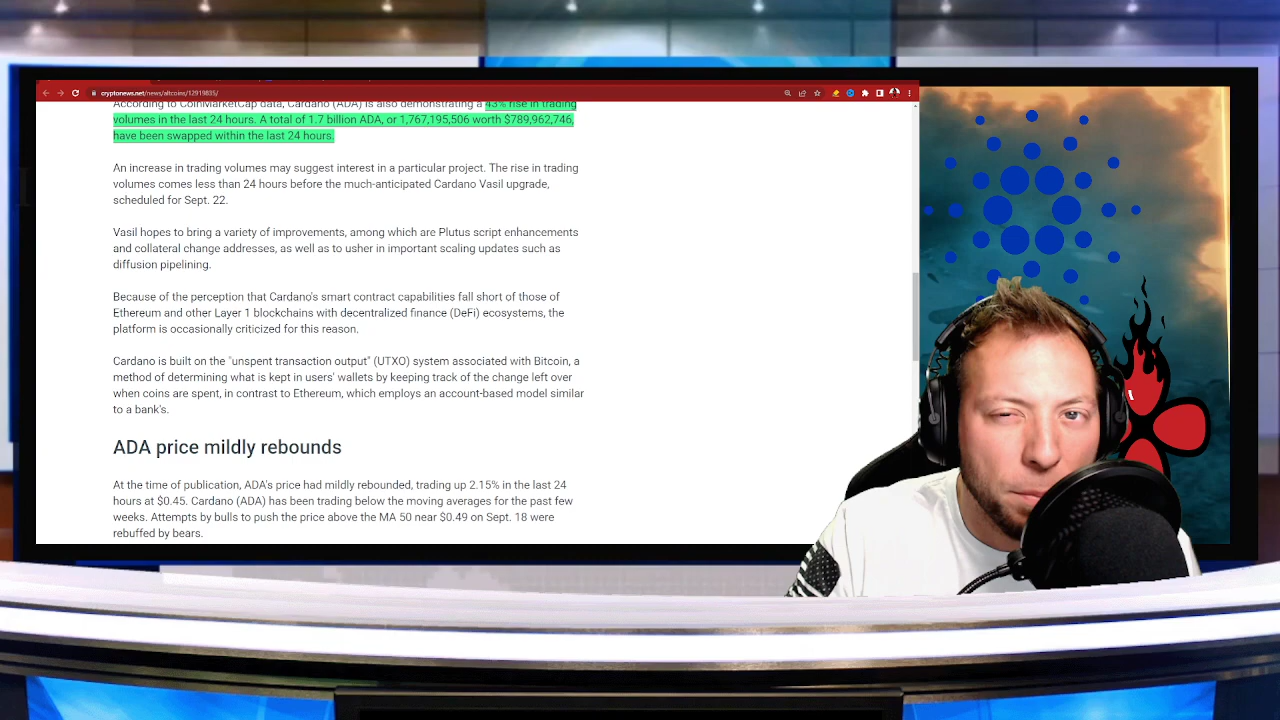 cryptonews.net/news/altcoins/12919835/
According to CoinMarketCap data, Cardano (ADA) is also demonstrating a 43% rise in trading
volumes in the last 24 hours. A total of 1.7 billion ADA, or 1,767,195,506 worth $789,962,746,
have been swapped within the last 24 hours.
An increase in trading volumes may suggest interest in a particular project. The rise in trading
volumes comes less than 24 hours before the much-anticipated Cardano Vasil upgrade,
scheduled for Sept. 22.
Vasil hopes to bring a variety of improvements, among which are Plutus script enhancements
and collateral change addresses, as well as to usher in important scaling updates such as
diffusion pipelining.
Because of the perception that Cardano's smart contract capabilities fall short of those of
Ethereum and other Layer 1 blockchains with decentralized finance (DeFi) ecosystems, the
platform is occasionally criticized for this reason.
Cardano is built on the "unspent transaction output" (UTXO) system associated with Bitcoin, a
method of determining what is kept in users' wallets by keeping track of the change left over
when coins are spent, in contrast to Ethereum, which employs an account-based model similar
to a bank's.
ADA price mildly rebounds
At the time of publication, ADA's price had mildly rebounded, trading up 2.15% in the last 24
hours at $0.45. Cardano (ADA) has been trading below the moving averages for the past few
weeks. Attempts by bulls to push the price above the MA 50 near $0.49 on Sept. 18 were
rebuffed by bears.